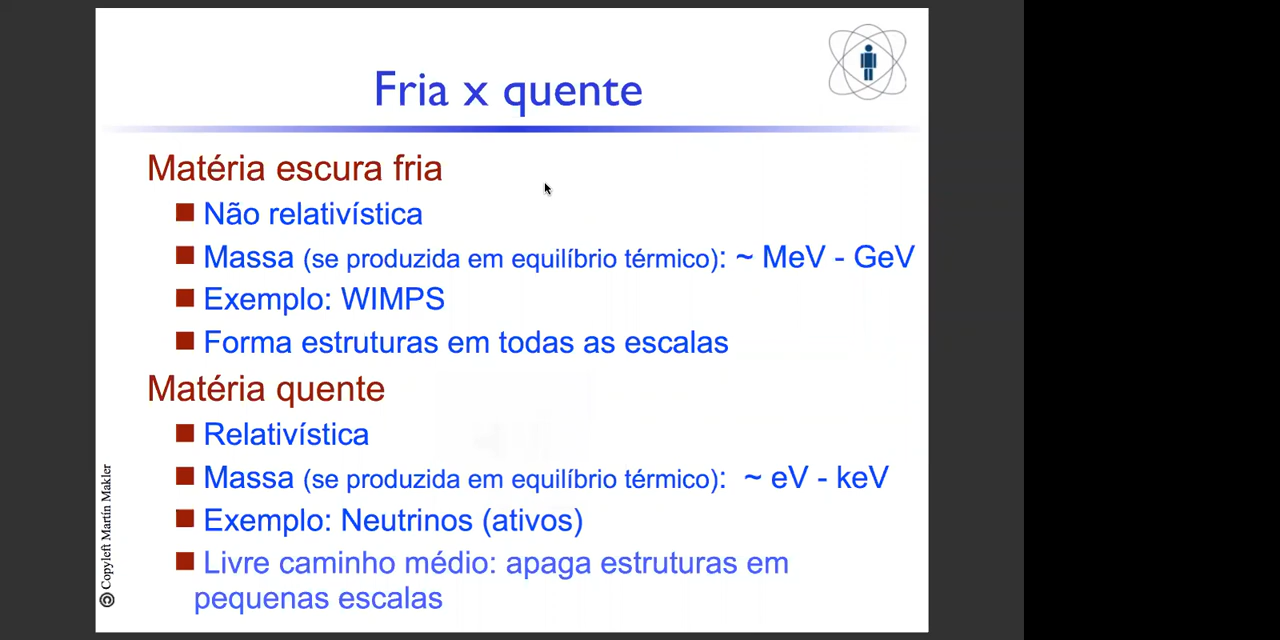 Fria x quente
Matéria escura fria
Não relativística
Massa (se produzida em equilíbrio térmico): ~ MeV - GeV
Exemplo: WIMPS
Forma estruturas em todas as escalas
Matéria quente
Relativística
Massa (se produzida em equilíbrio térmico): ~ eV - keV
Exemplo: Neutrinos (ativos)
Livre caminho médio: apaga estruturas em
pequenas escalas
Copyleft Martín Makler